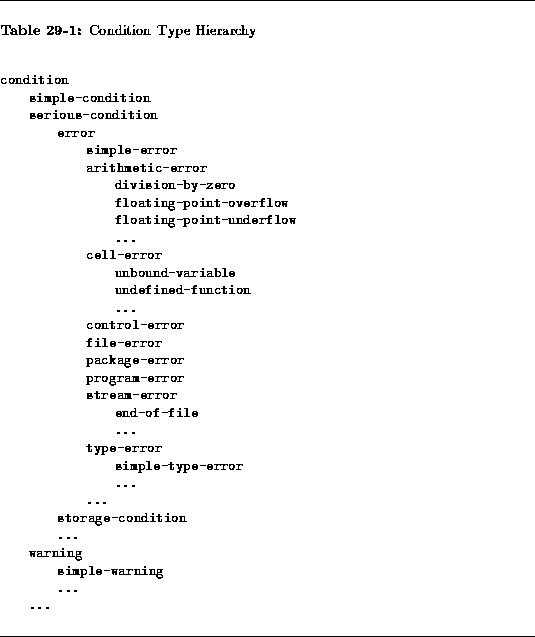 Table 29-1: Condition Type Hierarchy
condition
simple-condition
serious-condition
error
simple-error
arithmetic-error
division-by-zero
floating-point-overflow
floating-point-underflow
...
cell-error
unbound-variable
undefined-function
...
control-error
file-error
package-error
program-error
stream-error
end-of-file
...
type-error
simple-type-error
...
...
storage-condition
...
warning
simple-warning
...
...